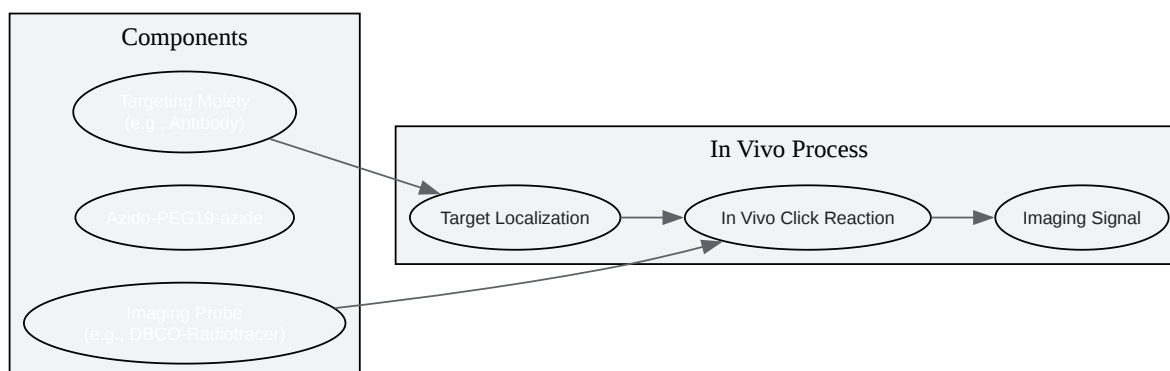 Components
Targeting Moiety
(e.g., Antibody)
Azido-PEG19-azide
Imaging Probe
(e.g., DBCO-Radiotracer)
In Vivo Process
Target Localization
In Vivo Click Reaction
Imaging Signal